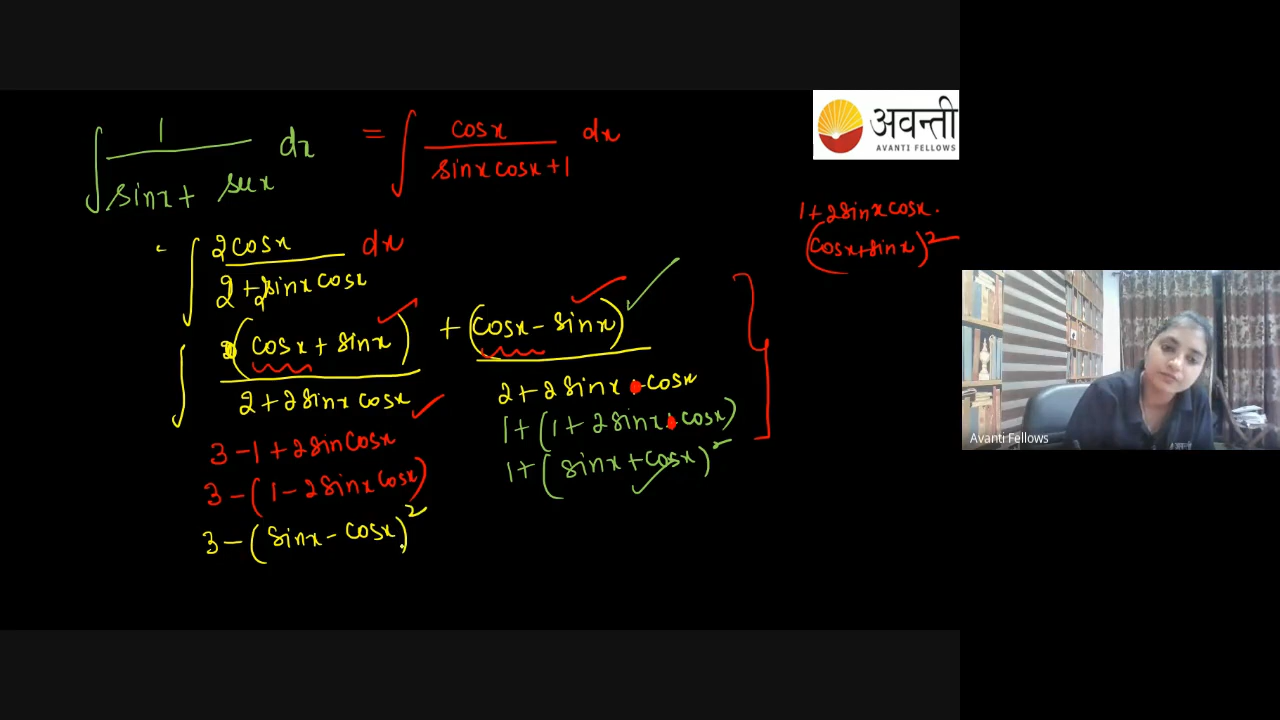 ∫ 1 / (sinx + secx) dx = ∫ cosx / (sinx cosx + 1) dx
∫ 2cosx / (2 + 2sinx cosx) dx
∫ (cosx + sinx) / (2 + 2sinx cosx) + (cosx - sinx) / (2 + 2sinx·cosx)
3 - 1 + 2sincosx
3 - (1 - 2sinx cosx)
3 - (sinx - cosx)²
1 + (1 + 2sinx·cosx)
1 + (sinx + cosx)²
अवन्ती
AVANTI FELLOWS
1 + 2sinx cosx.
(cosx + sinx)²
Avanti Fellows